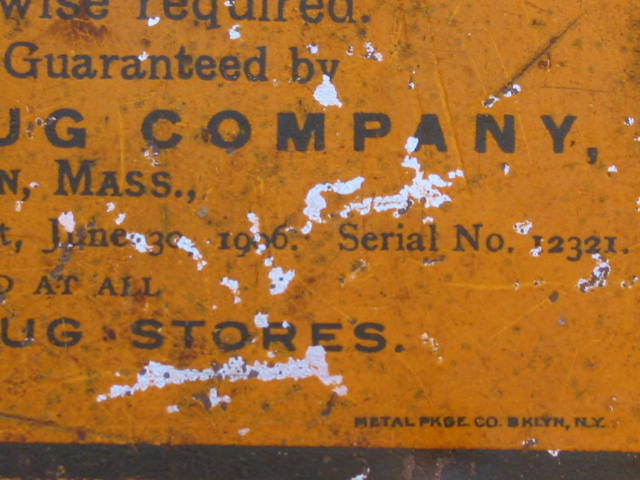 wise required.
Guaranteed by
UG COMPANY,
N, MASS.,
t, June 30, 1906. Serial No. 12321.
D AT ALL
UG STORES.
METAL PKGE. CO. BKLYN, N.Y.